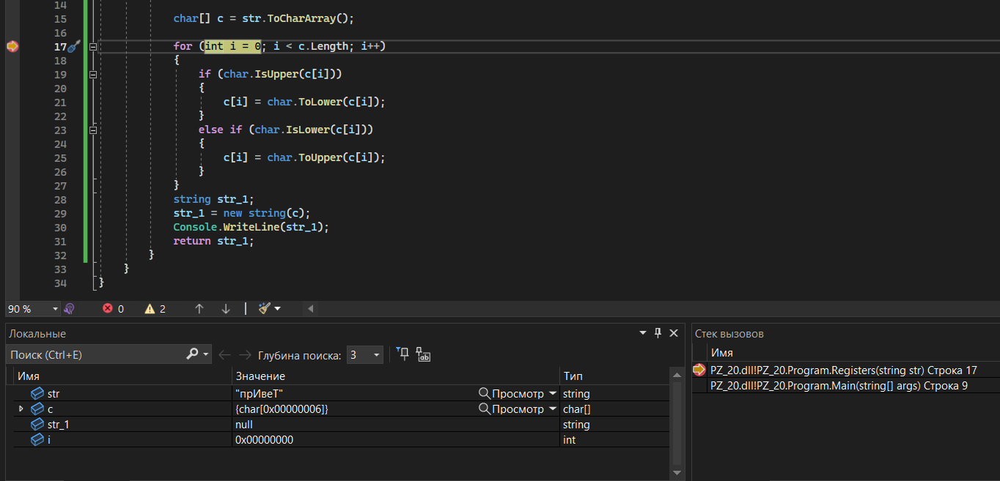 14
15 char[] c = str.ToCharArray();
16
17 for (int i = 0; i < c.Length; i++)
18 {
19 if (char.IsUpper(c[i]))
20 {
21 c[i] = char.ToLower(c[i]);
22 }
23 else if (char.IsLower(c[i]))
24 {
25 c[i] = char.ToUpper(c[i]);
26 }
27 }
28 string str_1;
29 str_1 = new string(c);
30 Console.WriteLine(str_1);
31 return str_1;
32 }
33 }
34 }
90 % 0 2
Локальные
Поиск (Ctrl+E) Глубина поиска: 3
Имя Значение Тип
str "прИвеТ" Просмотр string
c {char[0x00000006]} Просмотр char[]
str_1 null string
i 0x00000000 int
Стек вызовов
Имя
PZ_20.dll!PZ_20.Program.Registers(string str) Строка 17
PZ_20.dll!PZ_20.Program.Main(string[] args) Строка 9